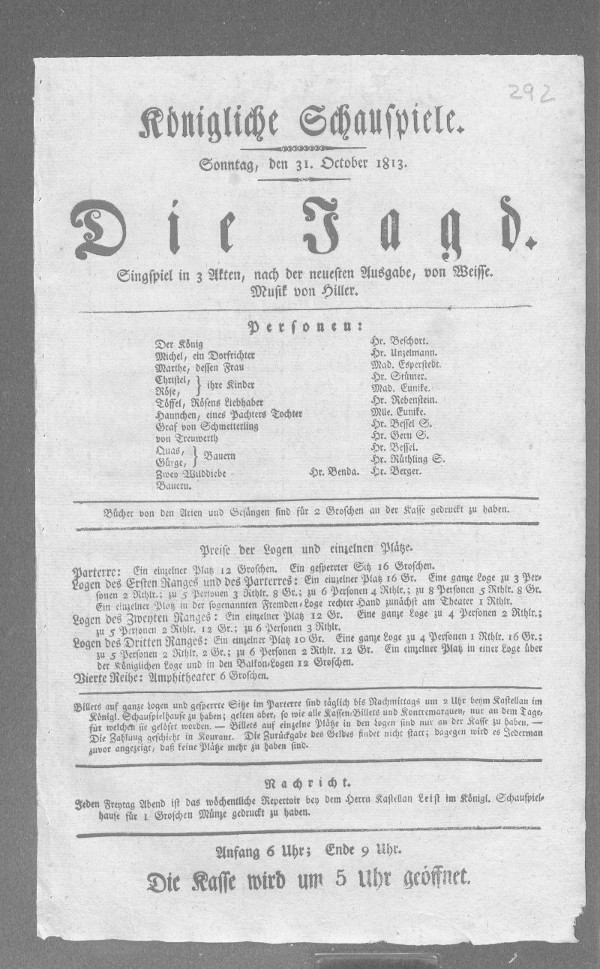 292
Königliche Schauspiele.
Sonntag, den 31. October 1813.
Die Jagd.
Singspiel in 3 Akten, nach der neuesten Ausgabe, von Weisse.
Musik von Hiller.
Personen:
Der König Hr. Beschort.
Michel, ein Dorfrichter Hr. Unzelmann.
Marthe, dessen Frau Mad. Esperstedt.
Christel, } ihre Kinder Hr. Stümer.
Röse, Mad. Eunike.
Töffel, Rösens Liebhaber Hr. Rebenstein.
Hannchen, eines Pachters Tochter Mlle. Eunike.
Graf von Schmetterling Hr. Bessel S.
von Treuwerth Hr. Gern S.
Quas, } Bauern Hr. Bessel.
Gürge, Hr. Rüthling S.
Zwey Wilddiebe Hr. Benda. Hr. Berger.
Bauern.
Bücher von den Arien und Gesängen sind für 2 Groschen an der Kasse gedruckt zu haben.
Preise der Logen und einzelnen Plätze.
Parterre: Ein einzelner Platz 12 Groschen. Ein gesperrter Sitz 16 Groschen.
Logen des Ersten Ranges und des Parterres: Ein einzelner Platz 16 Gr. Eine ganze Loge zu 3 Per-
sonen 2 Rthlr.; zu 5 Personen 3 Rthlr. 8 Gr.; zu 6 Personen 4 Rthlr.; zu 8 Personen 5 Rthlr. 8 Gr.
Ein einzelner Platz in der sogenannten Fremden-Loge rechter Hand zunächst am Theater 1 Rthlr.
Logen des Zweyten Ranges: Ein einzelner Platz 12 Gr. Eine ganze Loge zu 4 Personen 2 Rthlr.;
zu 5 Personen 2 Rthlr. 12 Gr.; zu 6 Personen 3 Rthlr.
Logen des Dritten Ranges: Ein einzelner Platz 10 Gr. Eine ganze Loge zu 4 Personen 1 Rthlr. 16 Gr.;
zu 5 Personen 2 Rthlr. 2 Gr.; zu 6 Personen 2 Rthlr. 12 Gr. Ein einzelner Platz in einer Loge über
der Königlichen Loge und in den Balkon-Logen 12 Groschen.
Vierte Reihe: Amphitheater 6 Groschen.
Billets auf ganze Logen und gesperrte Sitze im Parterre sind täglich bis Nachmittags um 2 Uhr beym Kastellan im
Königl. Schauspielhause zu haben; gelten aber, so wie alle Kassen-Billets und Kontremarquen, nur an dem Tage,
für welchen sie gelöset worden. — Billets auf einzelne Plätze in den Logen sind nur an der Kasse zu haben. —
Die Zahlung geschieht in Kourant. Die Zurückgabe des Geldes findet nicht statt; dagegen wird es Jederman
zuvor angezeigt, daß keine Plätze mehr zu haben sind.
Nachricht.
Jeden Freytag Abend ist das wöchentliche Repertoir bey dem Herrn Kastellan Leist im Königl. Schauspiel-
hause für 1 Groschen Münze gedruckt zu haben.
Anfang 6 Uhr; Ende 9 Uhr.
Die Kasse wird um 5 Uhr geöffnet.